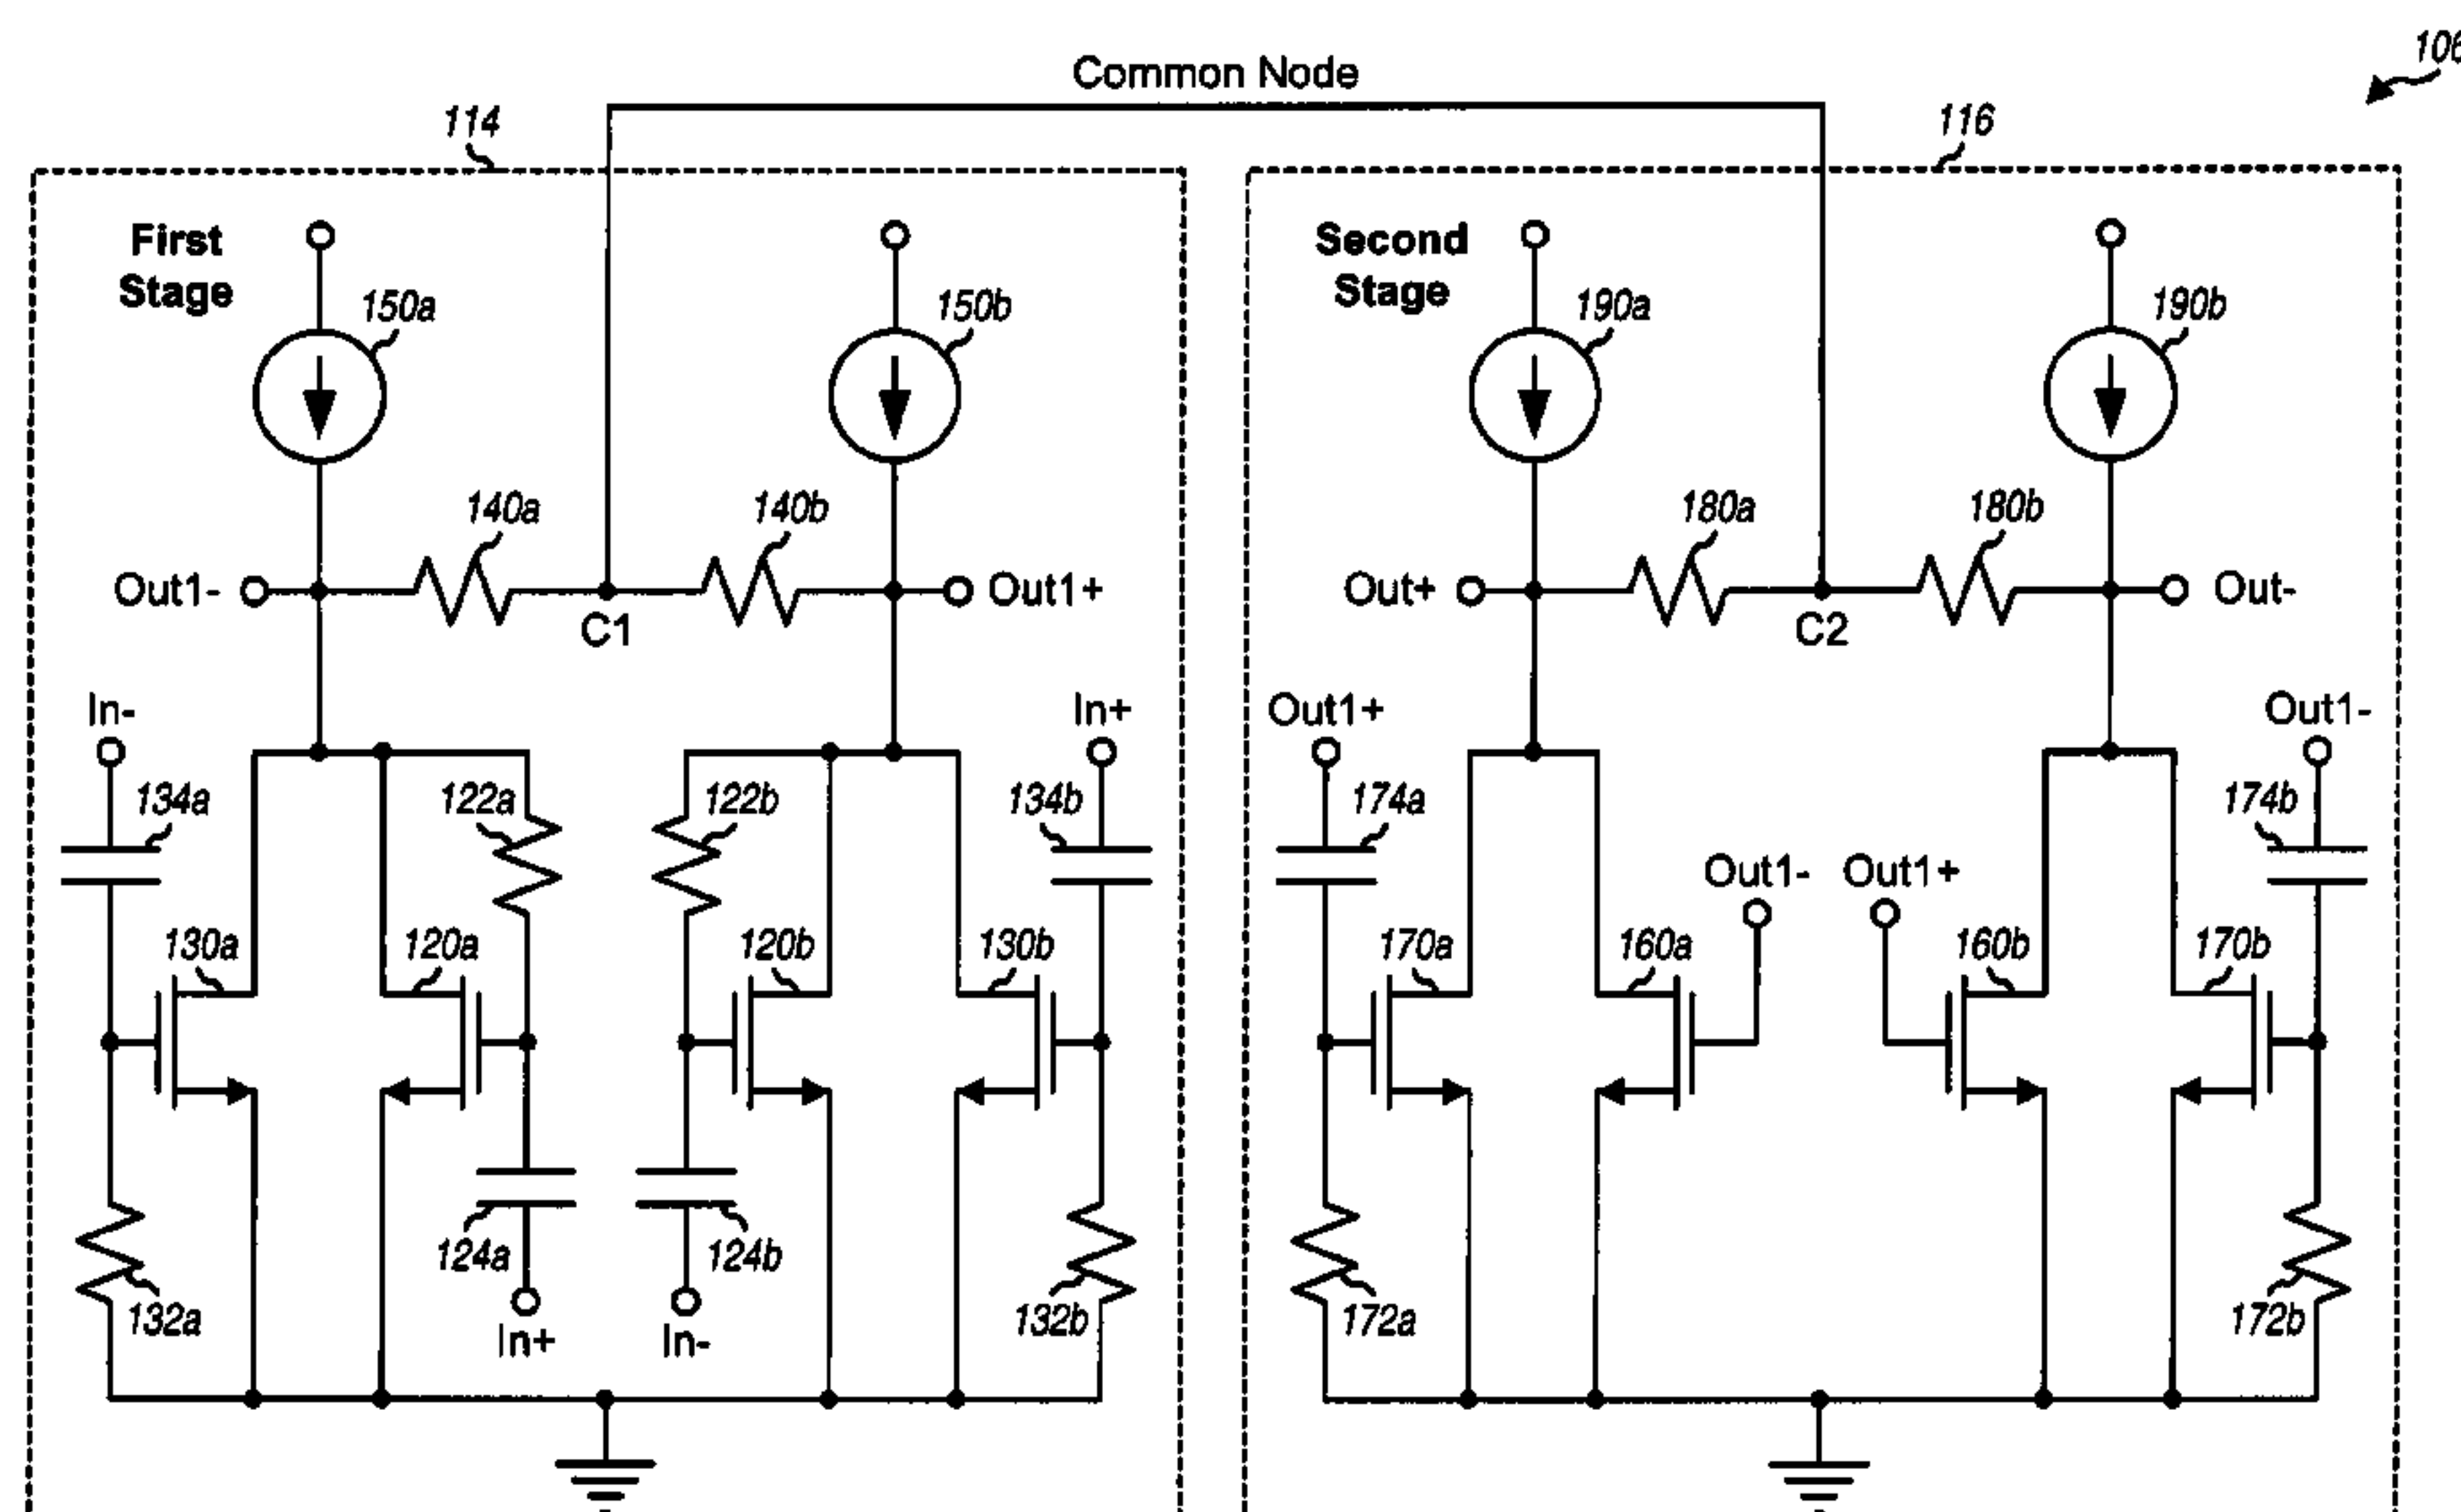 106
Common Node
114
116
First
Stage
150a
150b
Second
Stage
190a
190b
140a
140b
180a
180b
Out1-
C1
Out1+
Out+
C2
Out-
In-
In+
Out1+
Out1-
134a
122a
122b
134b
174a
174b
Out1-
Out1+
130a
120a
120b
130b
170a
160a
160b
170b
124a
124b
132a
In+
In-
132b
172a
172b